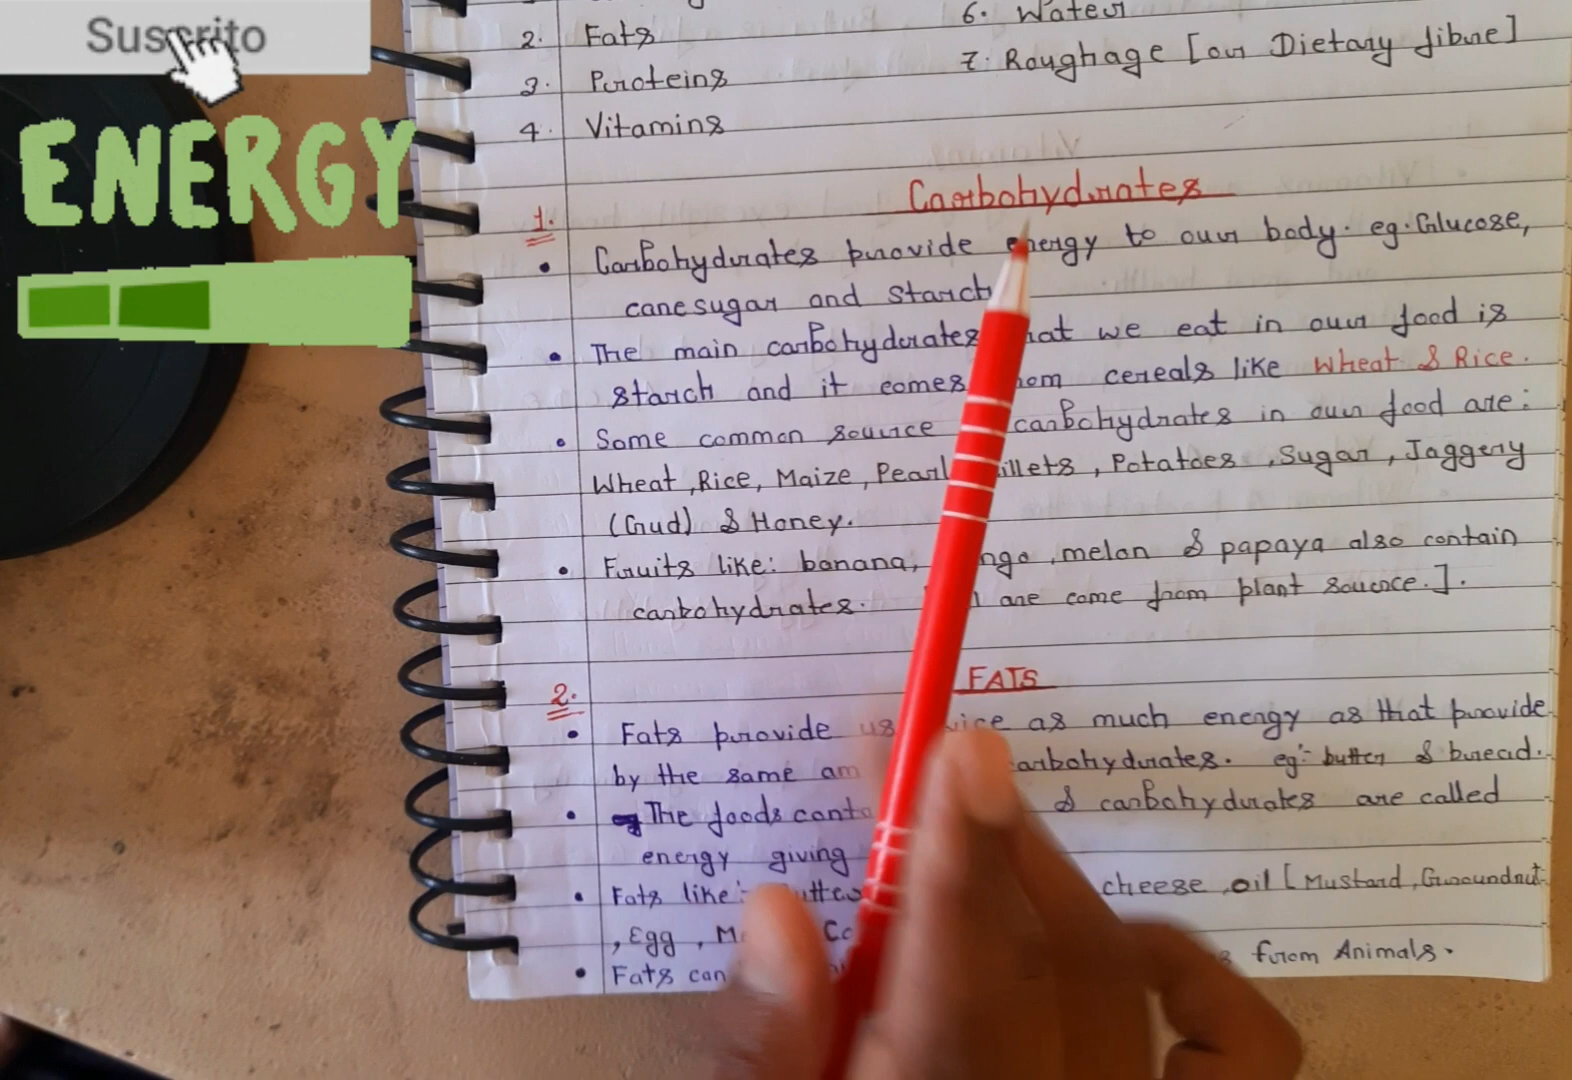 Suscrito
ENERGY
2. Fats
3. Proteins
4. Vitamins
6. Water
7. Roughage [or Dietary fibre]
Carbohydrates
1.
• Carbohydrates provide energy to our body. eg. Glucose,
cane sugar and starch
• The main carbohydrates that we eat in our food is
starch and it comes from cereals like Wheat & Rice.
• Some common source carbohydrates in our food are:
Wheat, Rice, Maize, Pearl Millets, Potatoes, Sugar, Jaggery
(Gud) & Honey.
• Fruits like: banana, mango, melon & papaya also contain
carbohydrates. are come from plant source.].
FATS
2.
• Fats provide us twice as much energy as that provide
by the same carbohydrates. eg:- butter & bread.
• The foods & carbohydrates are called
energy giving
• Fats like:- cheese, oil [Mustard, Groundnut
, Egg,
• Fats can from Animals.